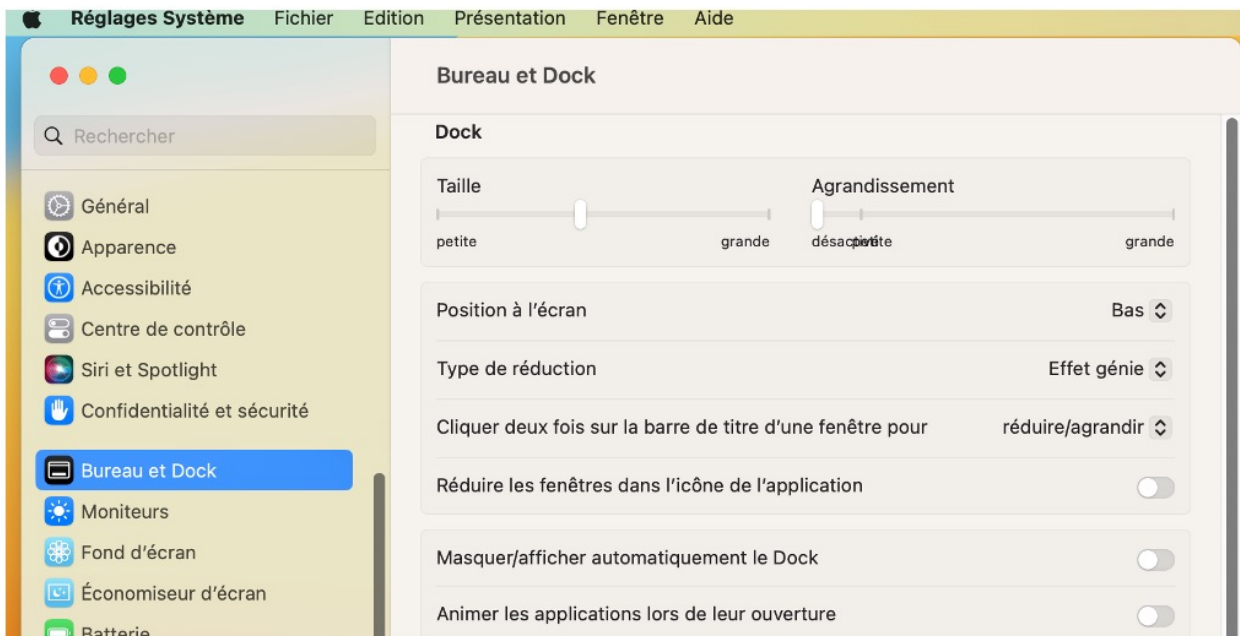 Réglages Système Fichier Edition Présentation Fenêtre Aide
Rechercher
Général
Apparence
Accessibilité
Centre de contrôle
Siri et Spotlight
Confidentialité et sécurité
Bureau et Dock
Moniteurs
Fond d'écran
Économiseur d'écran
Batterie
Bureau et Dock
Dock
Taille
petite grande
Agrandissement
désactivé petite grande
Position à l'écran Bas
Type de réduction Effet génie
Cliquer deux fois sur la barre de titre d'une fenêtre pour réduire/agrandir
Réduire les fenêtres dans l'icône de l'application
Masquer/afficher automatiquement le Dock
Animer les applications lors de leur ouverture